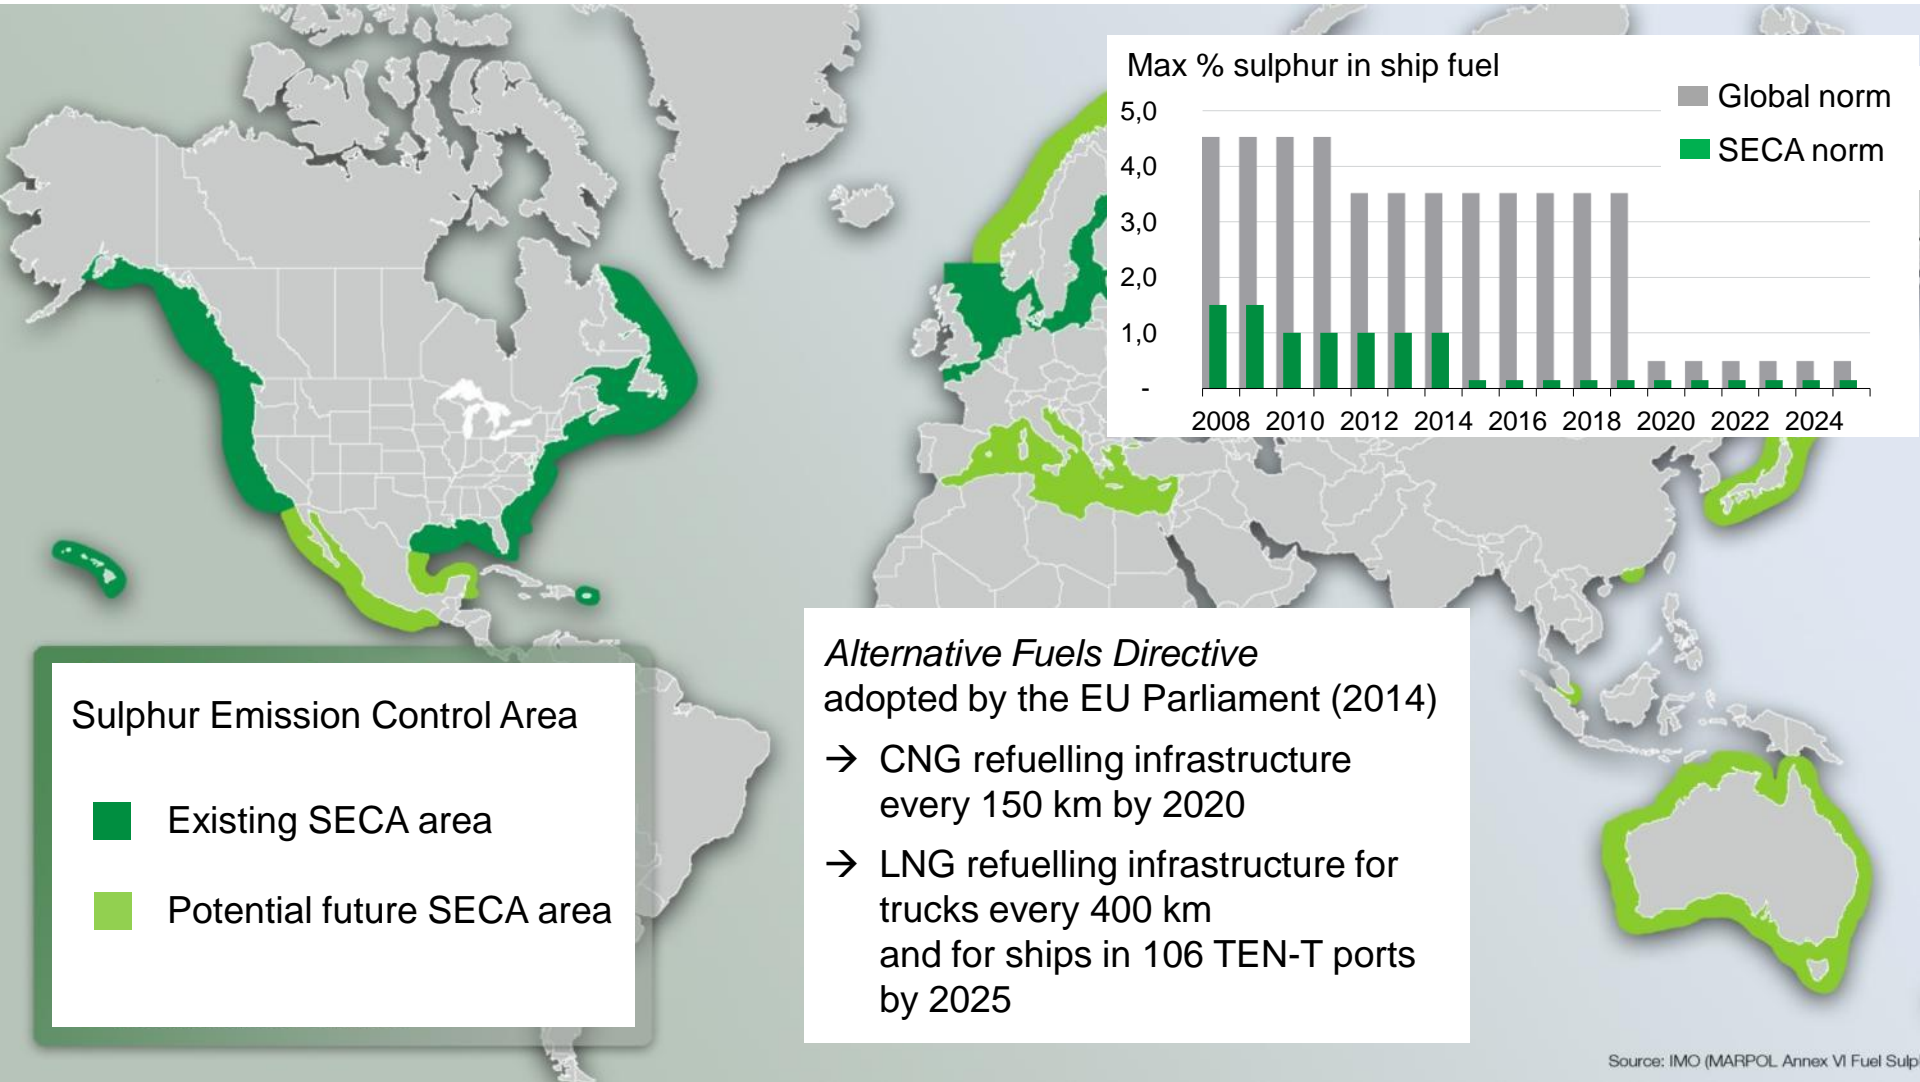 Max % sulphur in ship fuel
Global norm
SECA norm
5,0
4,0
3,0
2,0
1,0
-
2008 2010 2012 2014 2016 2018 2020 2022 2024
Sulphur Emission Control Area
Existing SECA area
Potential future SECA area
Alternative Fuels Directive
adopted by the EU Parliament (2014)
→ CNG refuelling infrastructure
every 150 km by 2020
→ LNG refuelling infrastructure for
trucks every 400 km
and for ships in 106 TEN-T ports
by 2025
Source: IMO (MARPOL Annex VI Fuel Sulp